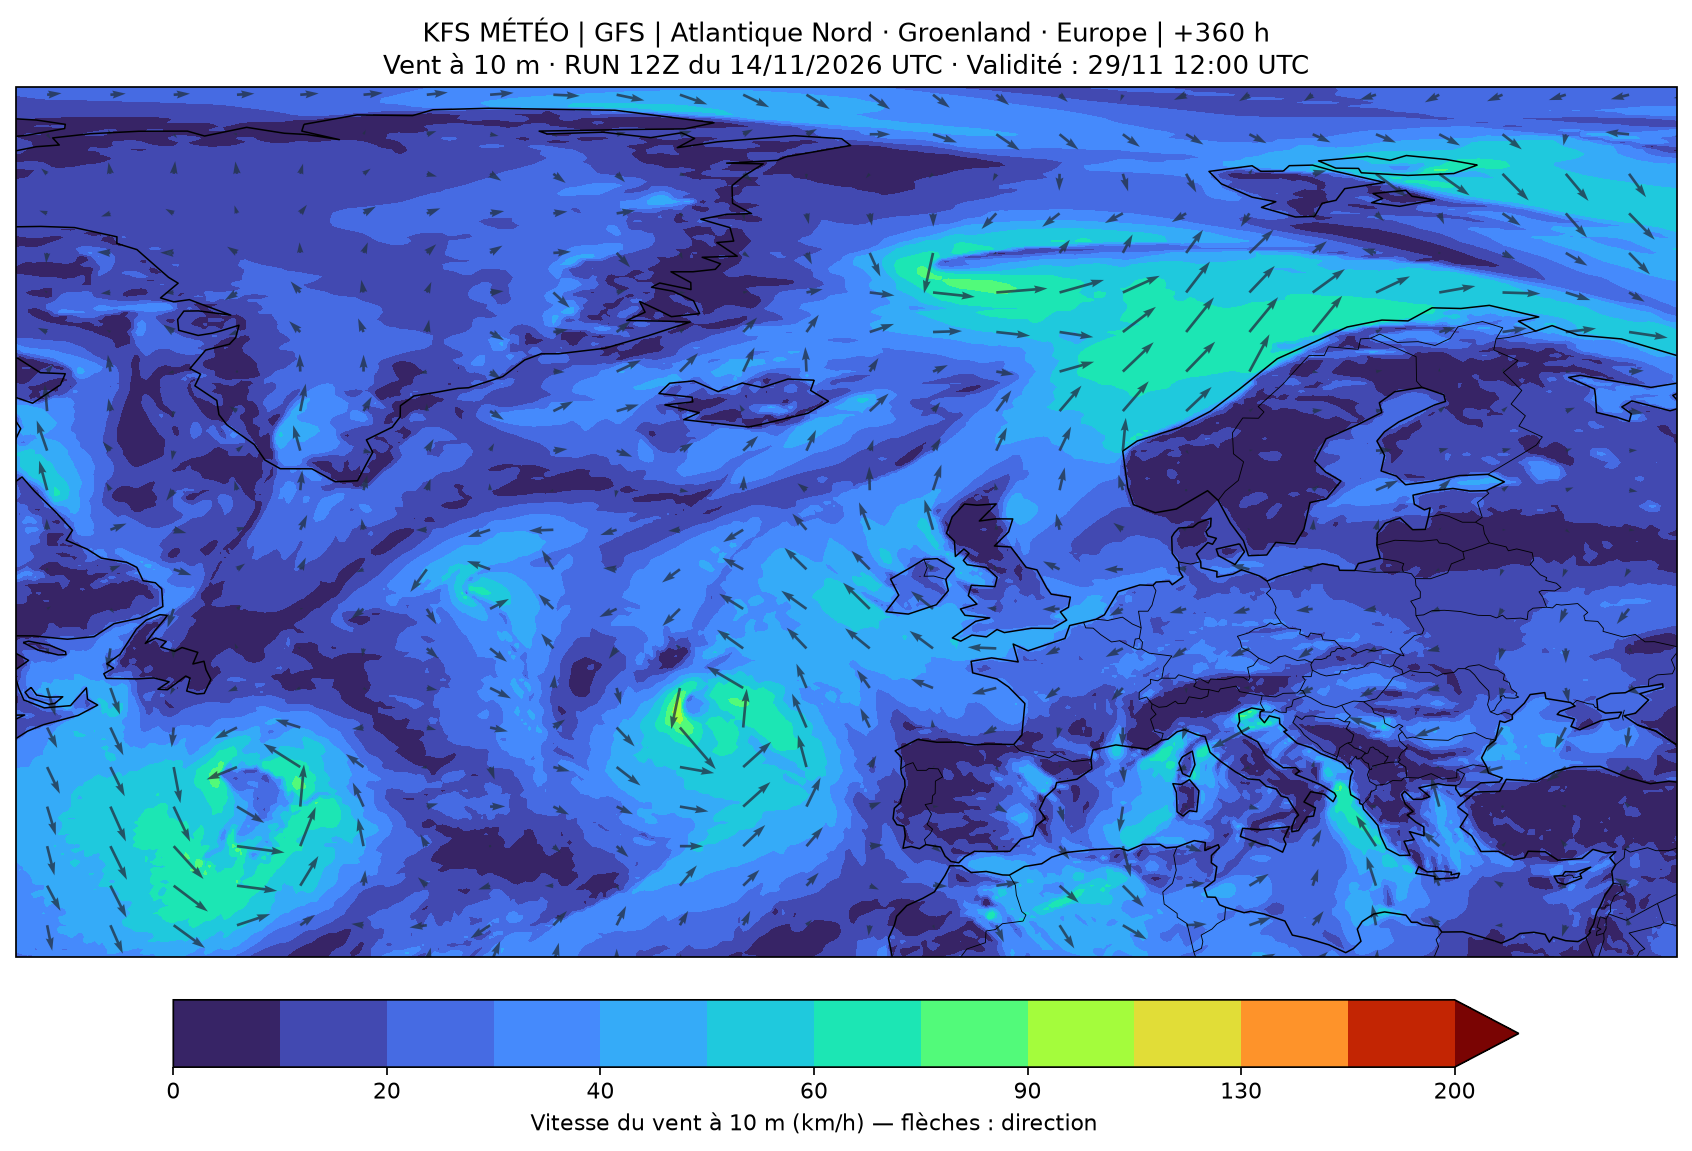 KFS MÉTÉO | GFS | Atlantique Nord · Groenland · Europe | +360 h
Vent à 10 m · RUN 12Z du 14/11/2026 UTC · Validité : 29/11 12:00 UTC
0 20 40 60 90 130 200
Vitesse du vent à 10 m (km/h) — flèches : direction